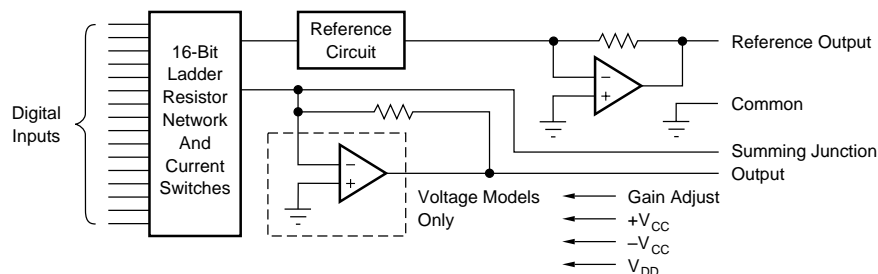 16-Bit
Ladder
Resistor
Network
And
Current
Switches
Reference
Circuit
Reference Output
Digital
Inputs
Common
−
+
Summing Junction
Output
−
+
Voltage Models
Only
Gain Adjust
+VCC
–VCC
VDD